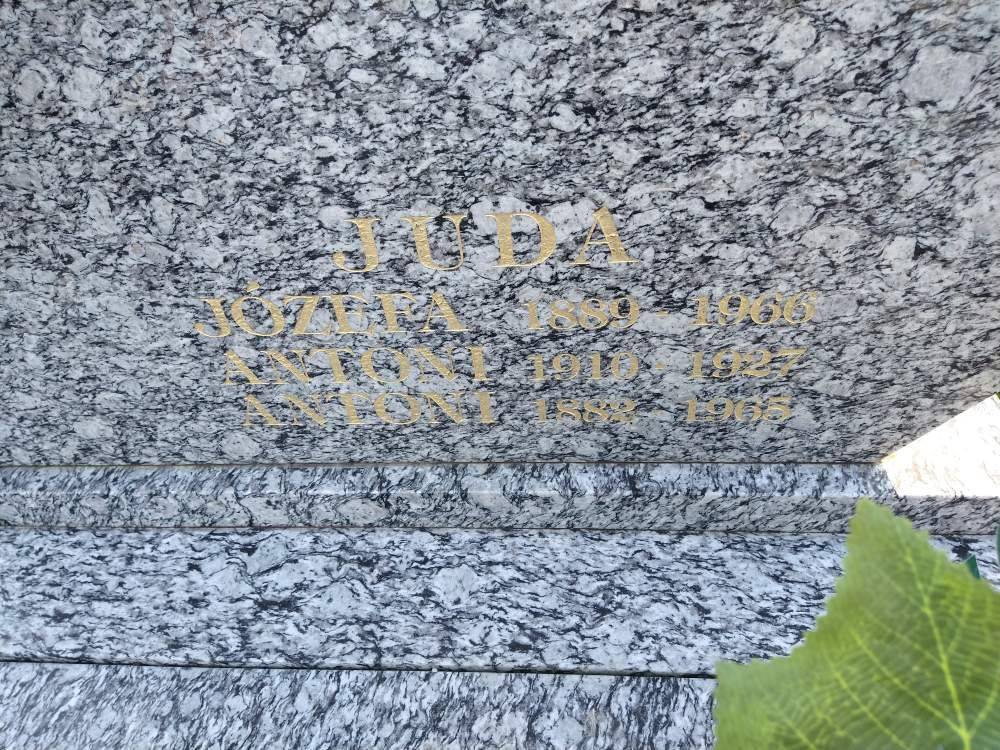 JUDA
JÓZEFA 1889 - 1966
ANTONI 1910 - 1927
ANTONI 1882 - 1965